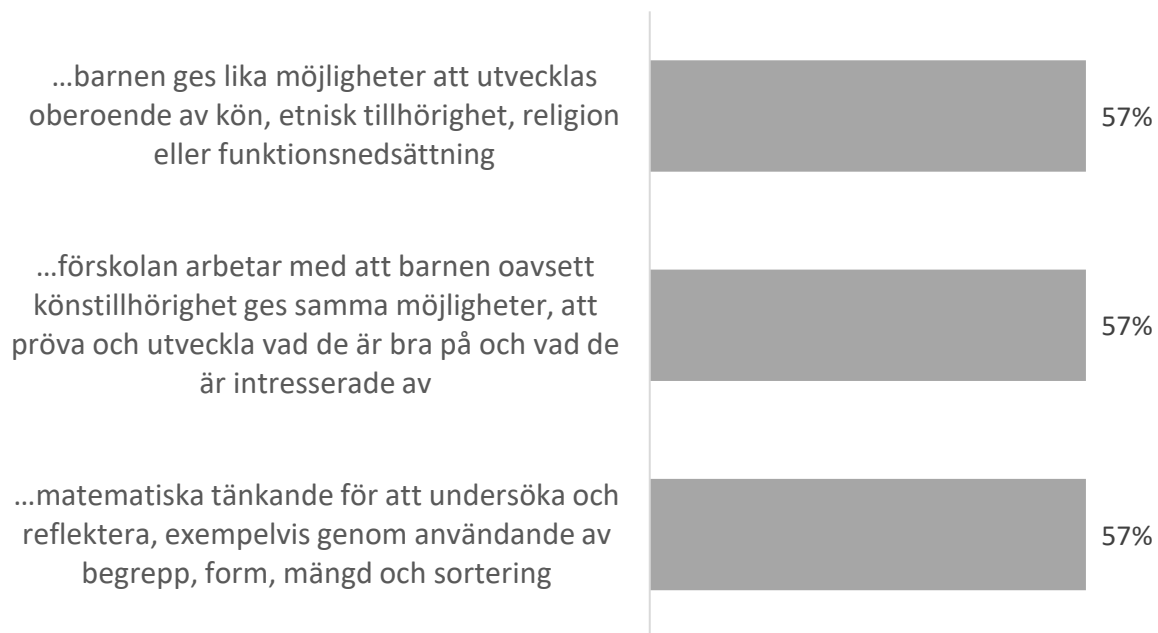 …barnen ges lika möjligheter att utvecklas
oberoende av kön, etnisk tillhörighet, religion
eller funktionsnedsättning
57%
…förskolan arbetar med att barnen oavsett
könstillhörighet ges samma möjligheter, att
pröva och utveckla vad de är bra på och vad de
är intresserade av
57%
…matematiska tänkande för att undersöka och
reflektera, exempelvis genom användande av
begrepp, form, mängd och sortering
57%